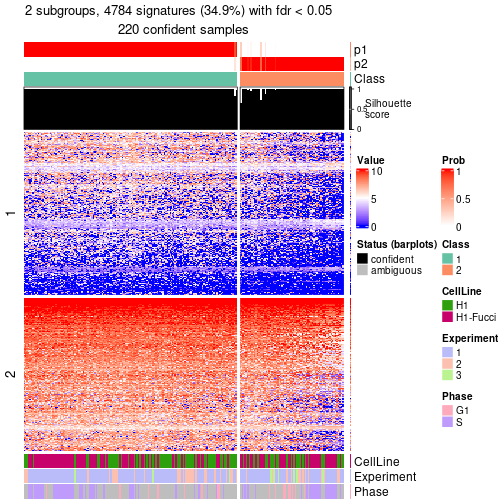 2 subgroups, 4784 signatures (34.9%) with fdr < 0.05
220 confident samples
p1
p2
Class
1
0.5
0
Silhouette
score
1
2
Value
10
5
0
Prob
1
0.5
0
Status (barplots)
confident
ambiguous
Class
1
2
CellLine
H1
H1-Fucci
Experiment
1
2
3
Phase
G1
S
CellLine
Experiment
Phase